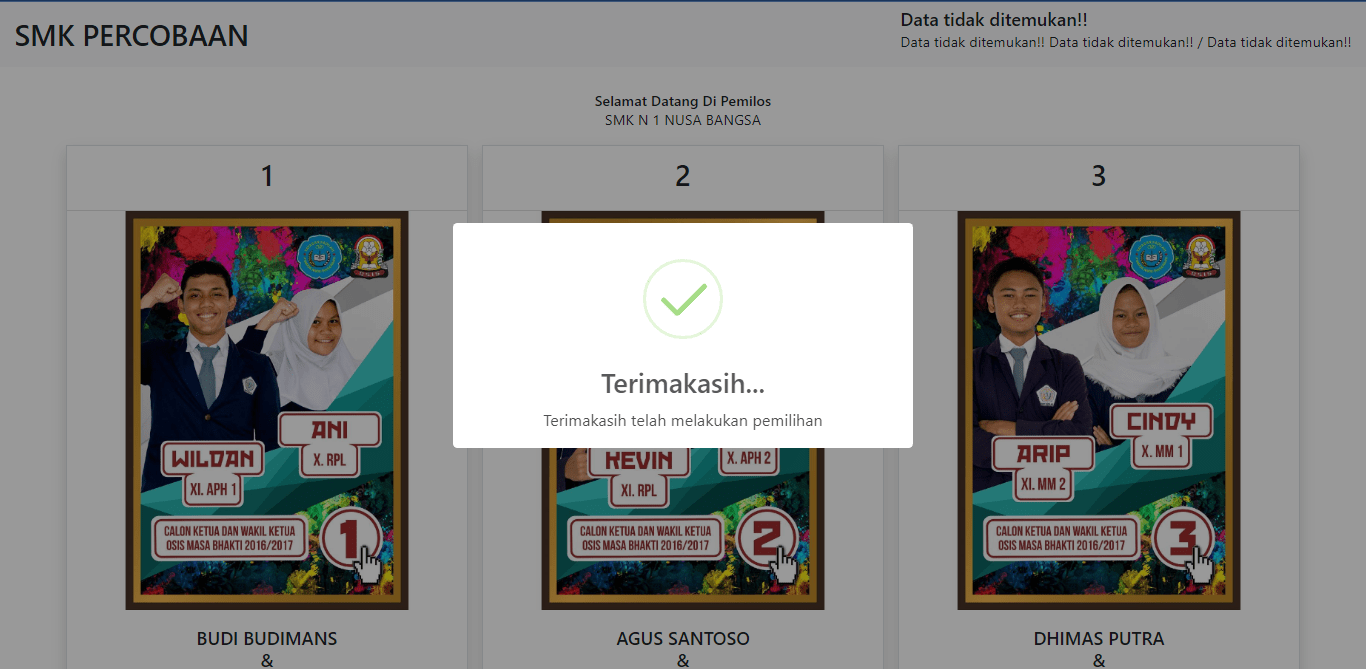 SMK PERCOBAAN
Data tidak ditemukan!!
Data tidak ditemukan!! Data tidak ditemukan!! / Data tidak ditemukan!!
Selamat Datang Di Pemilos
SMK N 1 NUSA BANGSA
1
2
3
Terimakasih...
Terimakasih telah melakukan pemilihan
ANI
X. RPL
WILDAN
XI. APH 1
CALON KETUA DAN WAKIL KETUA
OSIS MASA BHAKTI 2016/2017
1
KEVIN
X. APH 2
XI. RPL
CALON KETUA DAN WAKIL KETUA
OSIS MASA BHAKTI 2016/2017
2
CINDY
X. MM 1
ARIP
XI. MM 2
CALON KETUA DAN WAKIL KETUA
OSIS MASA BHAKTI 2016/2017
3
BUDI BUDIMANS
&
AGUS SANTOSO
&
DHIMAS PUTRA
&